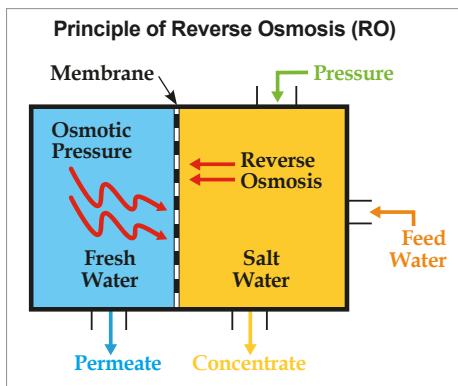 Principle of Reverse Osmosis (RO)
Membrane
Pressure
Osmotic
Pressure
Reverse
Osmosis
Feed
Water
Fresh
Water
Salt
Water
Permeate
Concentrate